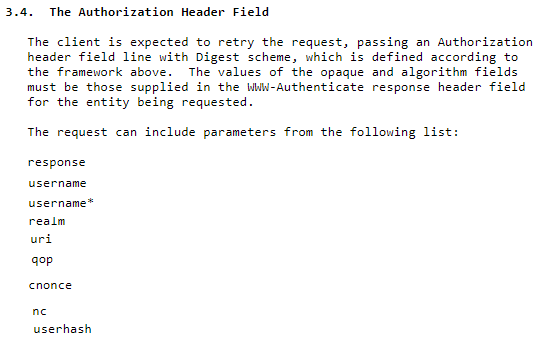 3.4. The Authorization Header Field
The client is expected to retry the request, passing an Authorization
header field line with Digest scheme, which is defined according to
the framework above. The values of the opaque and algorithm fields
must be those supplied in the WWW-Authenticate response header field
for the entity being requested.
The request can include parameters from the following list:
response
username
username*
realm
uri
qop
cnonce
nc
userhash